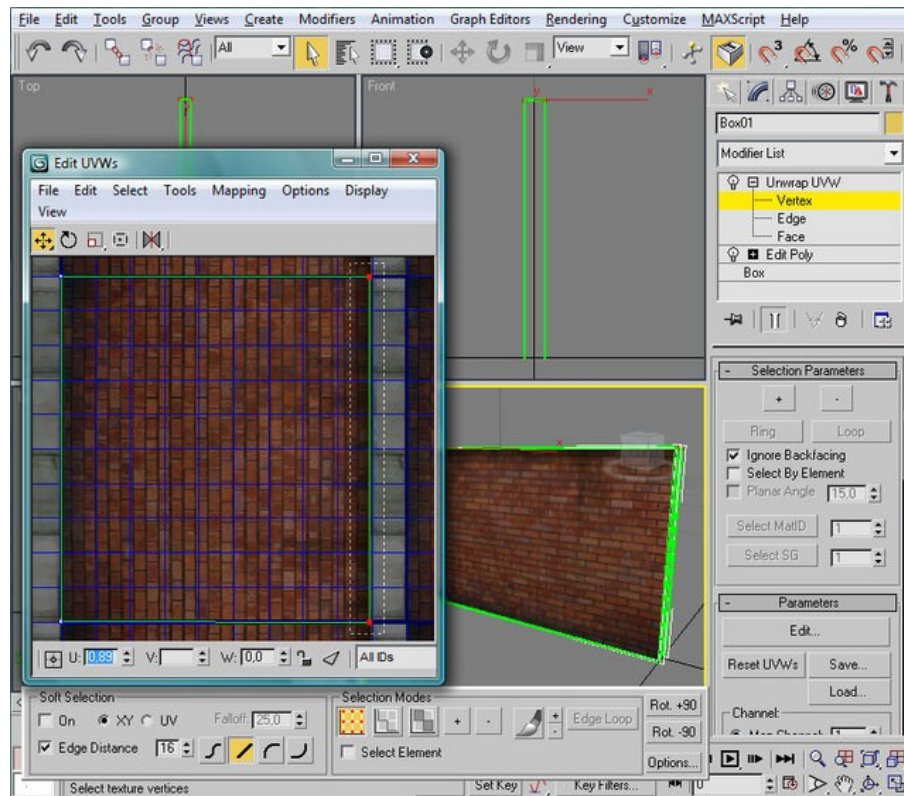 File Edit Tools Group Views Create Modifiers Animation Graph Editors Rendering Customize MAXScript Help
All
View
3
%
Top
Front
y
x
Box01
Modifier List
Unwrap UVW
Vertex
Edge
Face
Edit Poly
Box
Edit UVWs
File Edit Select Tools Mapping Options Display
View
x
U: 0,89 V: W: 0,0 All IDs
Selection Parameters
+ -
Ring Loop
Ignore Backfacing
Select By Element
Planar Angle 15,0
Select MatID 1
Select SG 1
Parameters
Edit...
Reset UVWs Save...
Load...
Channel:
Soft Selection
On XY UV Falloff: 25,0
Edge Distance 16
Selection Modes
+ - + - Edge Loop
Select Element
Rot. +90
Rot. -90
Options...
Select texture vertices
Set Key Key Filters... 0